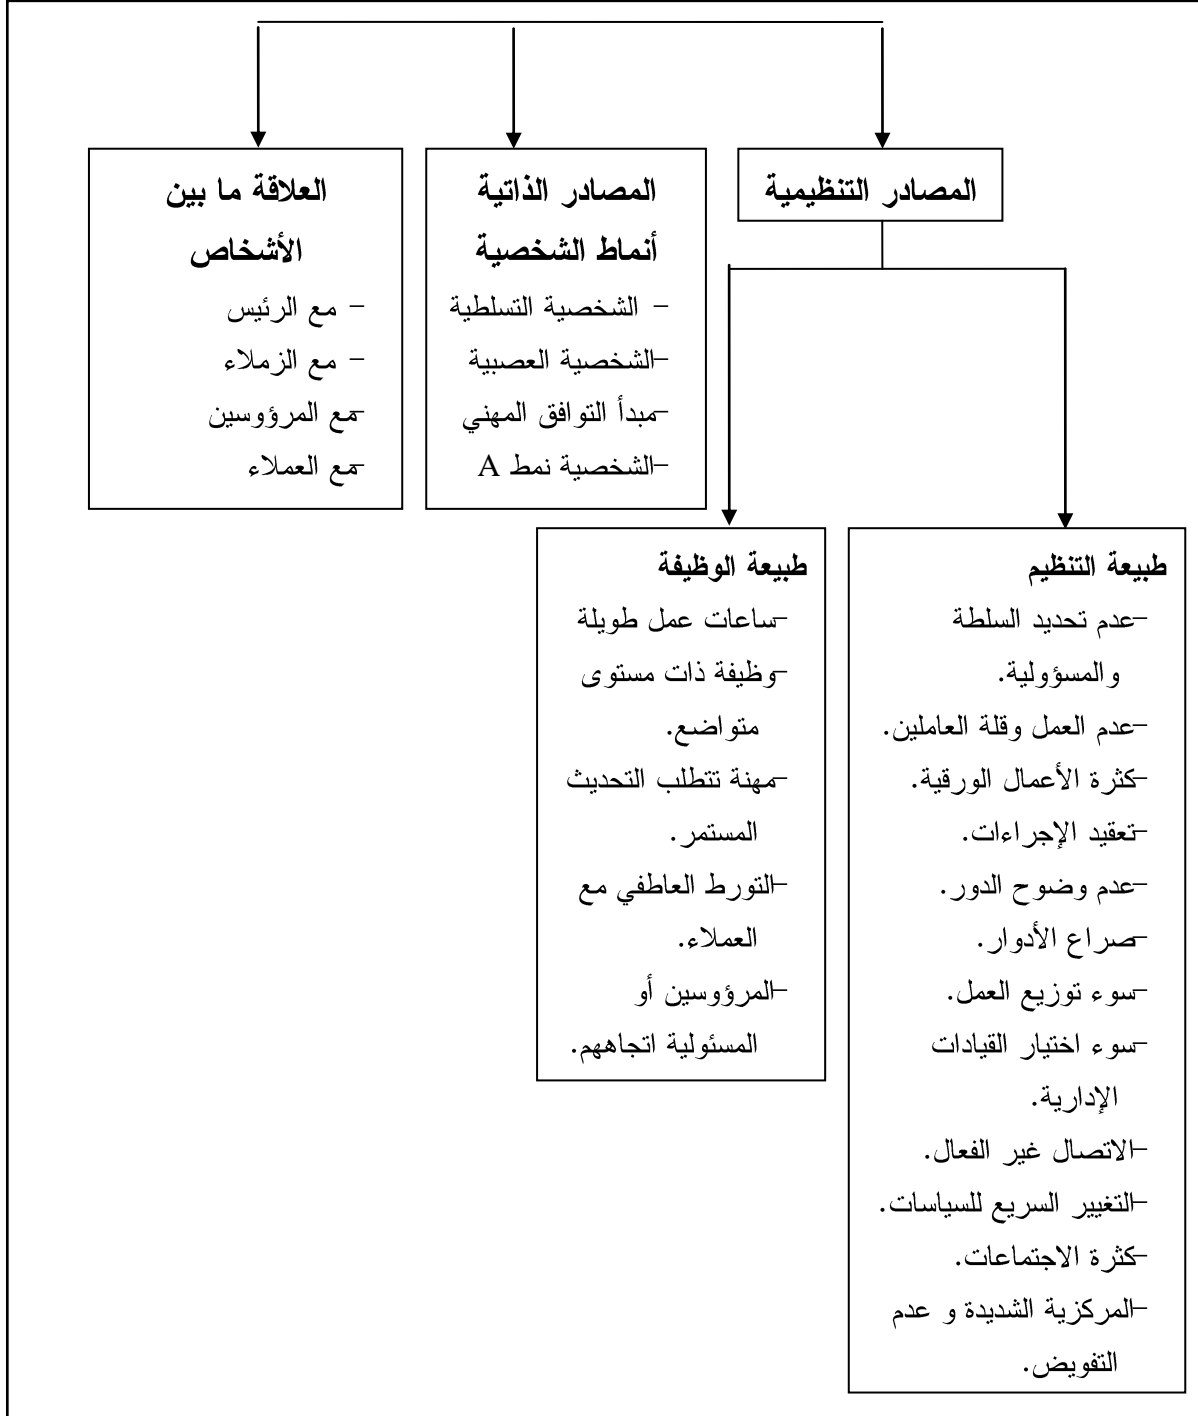 المصادر التنظيمية
المصادر الذاتية
أنماط الشخصية
– الشخصية التسلطية
–الشخصية العصبية
–مبدأ التوافق المهني
–الشخصية نمط A
العلاقة ما بين
الأشخاص
– مع الرئيس
– مع الزملاء
–مع المرؤوسين
–مع العملاء
طبيعة التنظيم
–عدم تحديد السلطة
والمسؤولية.
–عدم العمل وقلة العاملين.
–كثرة الأعمال الورقية.
–تعقيد الإجراءات.
–عدم وضوح الدور.
–صراع الأدوار.
–سوء توزيع العمل.
–سوء اختيار القيادات
الإدارية.
–الاتصال غير الفعال.
–التغيير السريع للسياسات.
–كثرة الاجتماعات.
–المركزية الشديدة و عدم
التفويض.
طبيعة الوظيفة
–ساعات عمل طويلة
–وظيفة ذات مستوى
متواضع.
–مهنة تتطلب التحديث
المستمر.
–التورط العاطفي مع
العملاء.
–المرؤوسين أو
المسئولية اتجاههم.